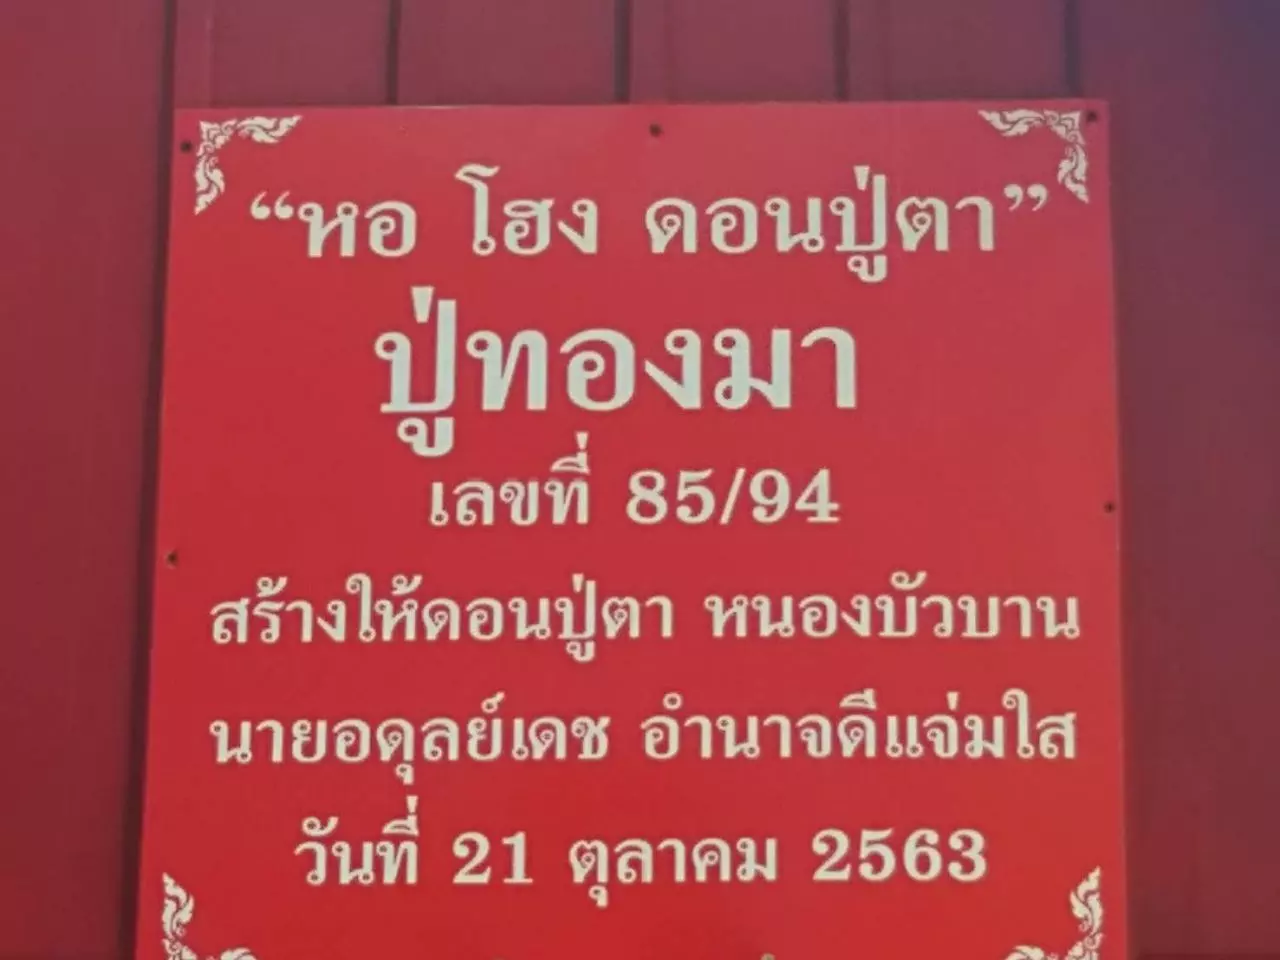 “หอ โฮง ดอนปู่ตา”
ปู่ทองมา
เลขที่ 85/94
สร้างให้ดอนปู่ตา หนองบัวบาน
นายอดุลย์เดช อำนาจดีแจ่มใส
วันที่ 21 ตุลาคม 2563